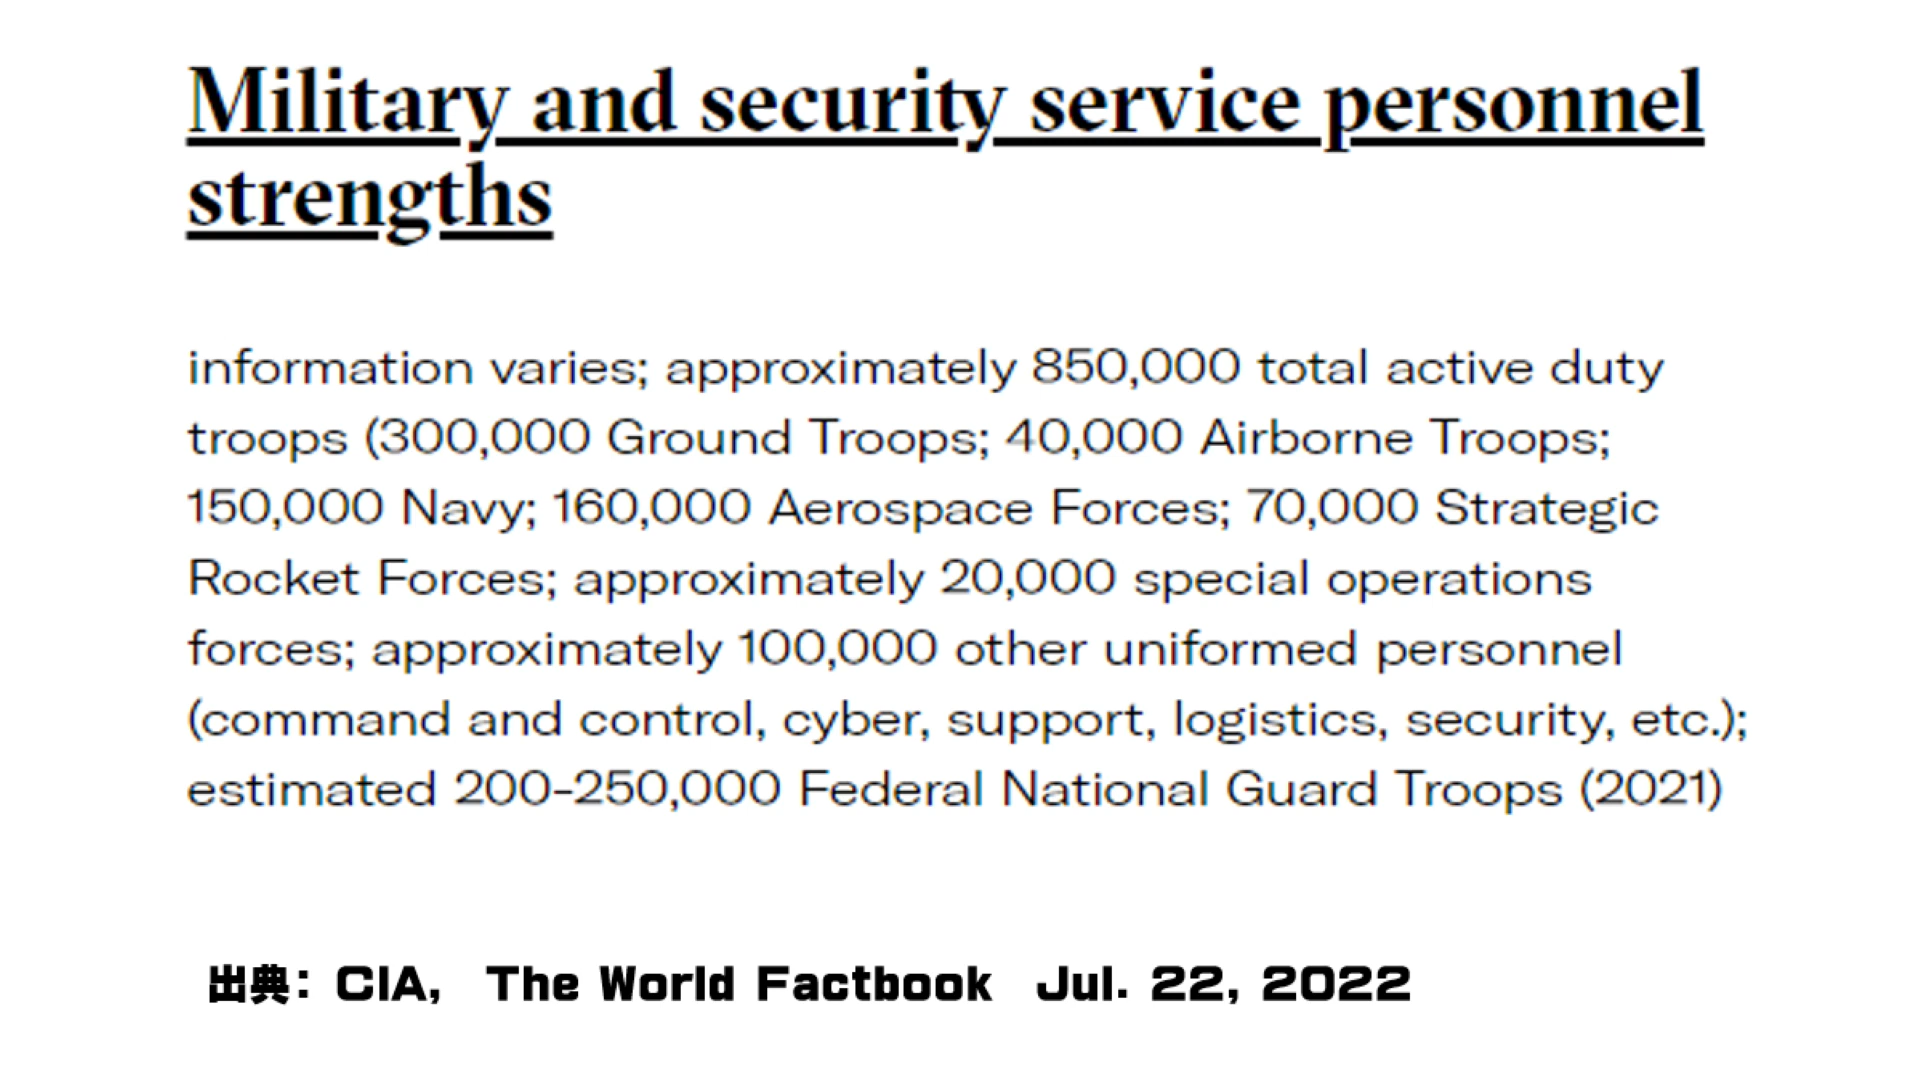 Military and security service personnel
strengths
information varies; approximately 850,000 total active duty
troops (300,000 Ground Troops; 40,000 Airborne Troops;
150,000 Navy; 160,000 Aerospace Forces; 70,000 Strategic
Rocket Forces; approximately 20,000 special operations
forces; approximately 100,000 other uniformed personnel
(command and control, cyber, support, logistics, security, etc.);
estimated 200-250,000 Federal National Guard Troops (2021)
出典: CIA, The World Factbook Jul. 22, 2022